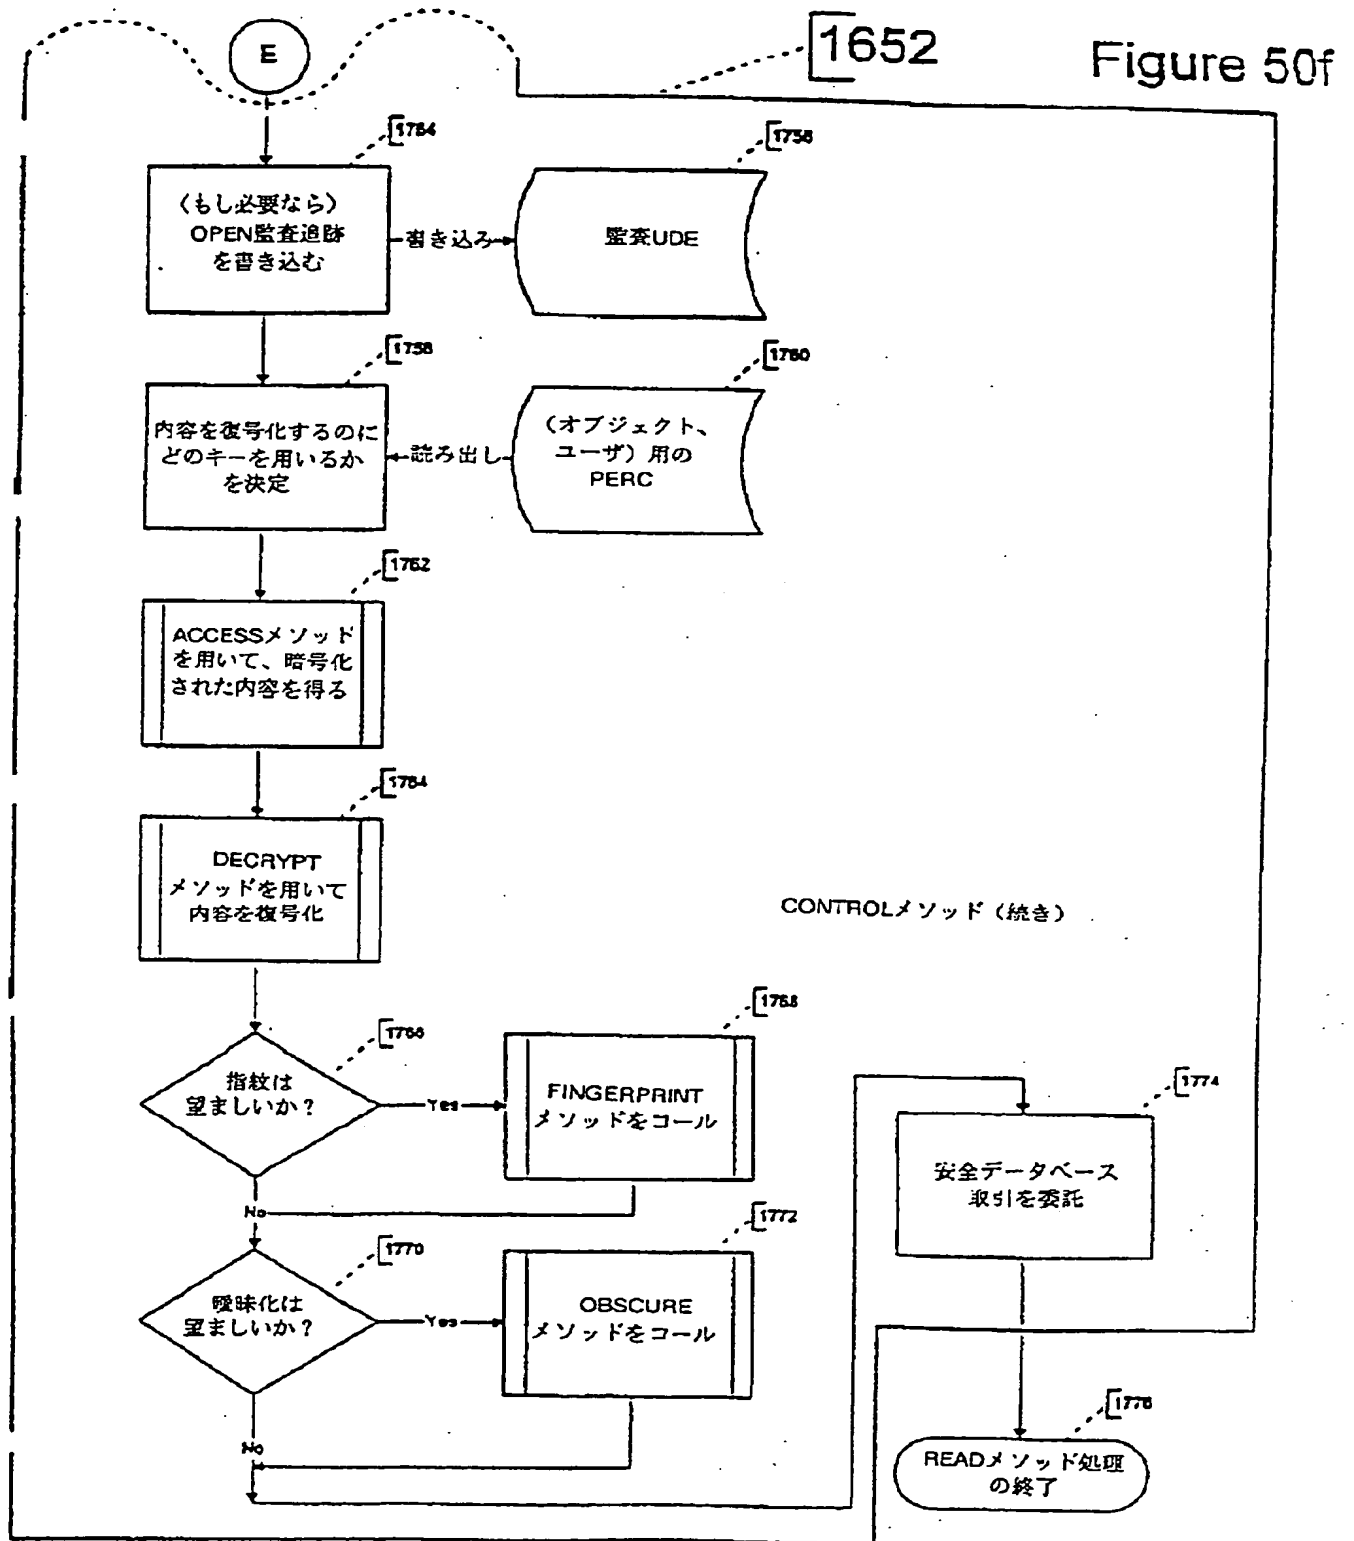 E
1652
Figure 50f
1754
1756
(もし必要なら)
OPEN監査追跡
を書き込む
書き込み
監査UDE
1758
1760
内容を復号化するのに
どのキーを用いるか
を決定
読み出し
(オブジェクト、
ユーザ)用の
PERC
1762
ACCESSメソッド
を用いて、暗号化
された内容を得る
1764
DECRYPT
メソッドを用いて
内容を復号化
CONTROLメソッド(続き)
1766
1768
指紋は
望ましいか?
Yes
FINGERPRINT
メソッドをコール
No
1774
安全データベース
取引を委託
1770
1772
曖昧化は
望ましいか?
Yes
OBSCURE
メソッドをコール
No
1776
READメソッド処理
の終了